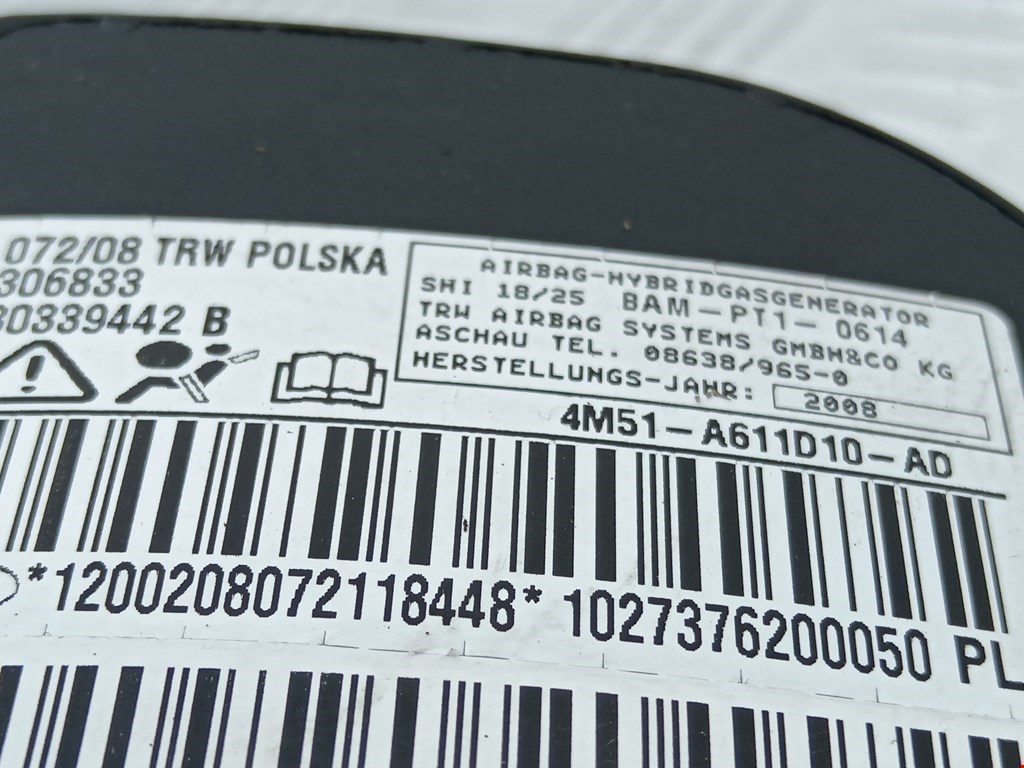 072/08 TRW POLSKA
306833
30339442 B
AIRBAG-HYBRIDGASGENERATOR
SHI 18/25 BAM-PT1-0614
TRW AIRBAG SYSTEMS GMBH&CO KG
ASCHAU TEL. 08638/965-0
HERSTELLUNGS-JAHR: 2008
4M51-A611D10-AD
*1200208072118448* 1027376200050 PL